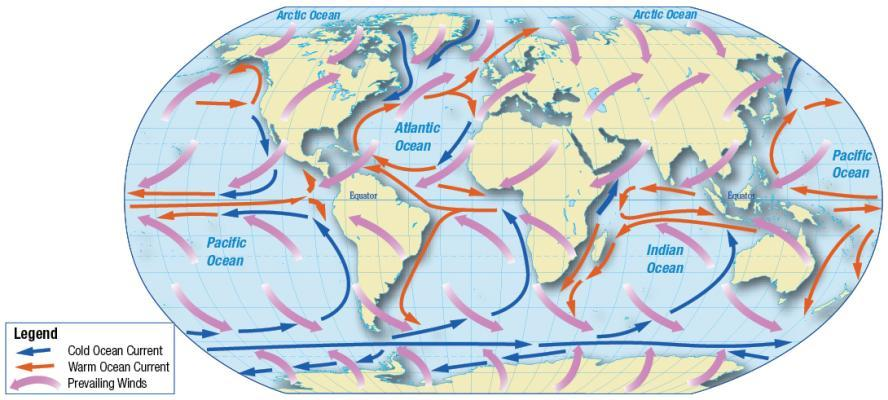 Arctic Ocean
Arctic Ocean
Atlantic
Ocean
Pacific
Ocean
Equator
Equator
Pacific
Ocean
Indian
Ocean
Legend
Cold Ocean Current
Warm Ocean Current
Prevailing Winds